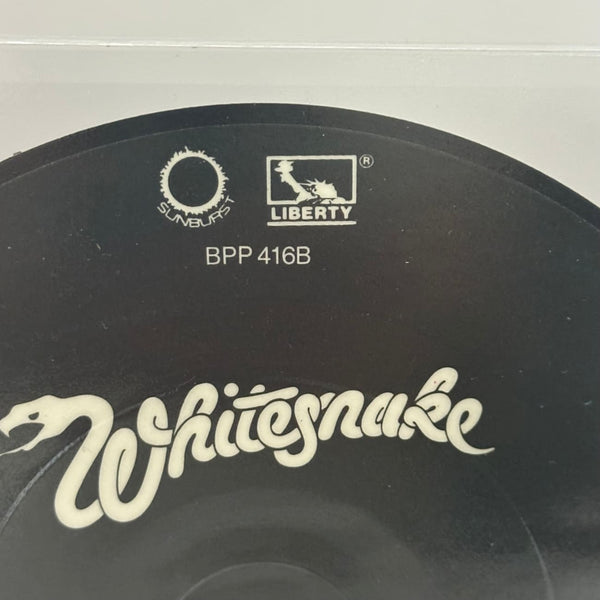 SUNBURST
LIBERTY ®
BPP 416B
Whitesnake